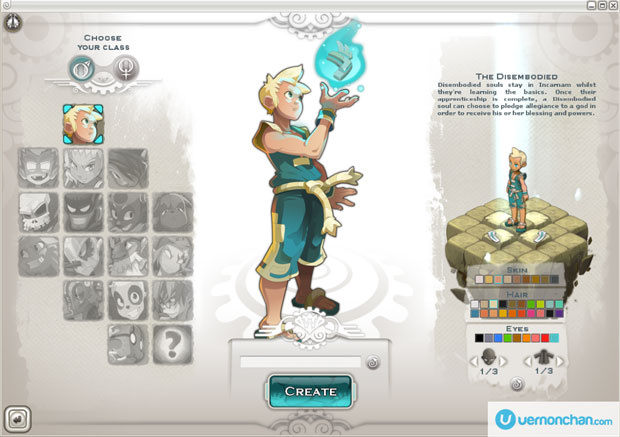 CHOOSE
YOUR CLASS
THE DISEMBODIED
Disembodied souls stay in Incarnam whilst
they're learning the basics. Once their
apprenticeship is complete, a Disembodied
soul can choose to pledge allegiance to a god in
order to receive his or her blessing and powers.
SKIN
HAIR
EYES
1/3
1/3
?
CREATE
vernonchan.com